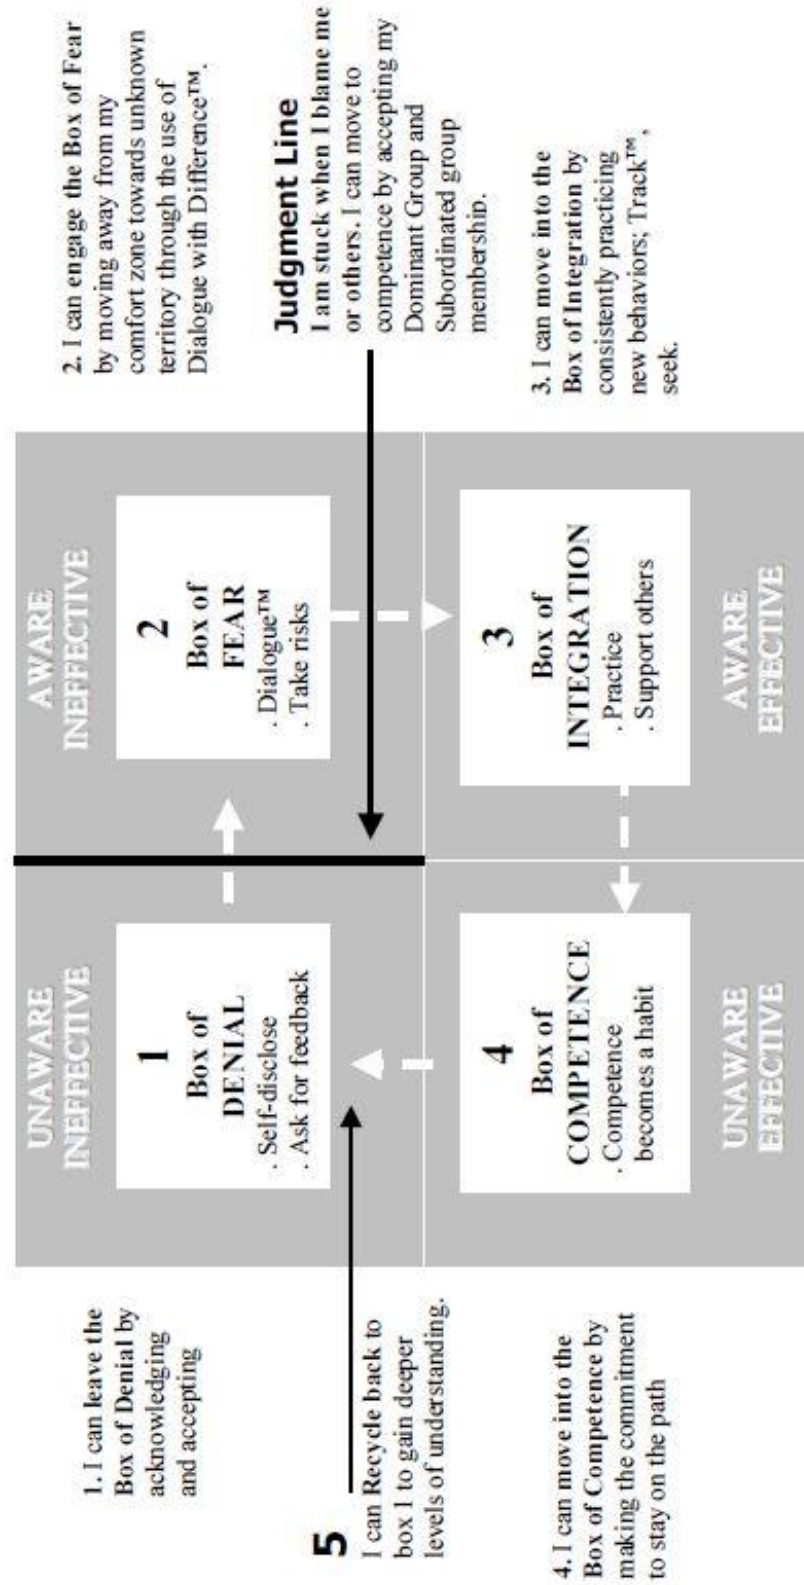 UNAWARE
INEFFECTIVE
AWARE
INEFFECTIVE
1. I can leave the
Box of Denial by
acknowledging
and accepting
1
Box of
DENIAL
. Self-disclose
. Ask for feedback
2
Box of
FEAR
. Dialogue™
. Take risks
2. I can engage the Box of Fear
by moving away from my
comfort zone towards unknown
territory through the use of
Dialogue with Difference™.
5
I can Recycle back to
box 1 to gain deeper
levels of understanding.
Judgment Line
I am stuck when I blame me
or others. I can move to
competence by accepting my
Dominant Group and
Subordinated group
membership.
4. I can move into the
Box of Competence by
making the commitment
to stay on the path
4
Box of
COMPETENCE
. Competence
becomes a habit
3
Box of
INTEGRATION
. Practice
. Support others
3. I can move into the
Box of Integration by
consistently practicing
new behaviors; Track™,
seek.
UNAWARE
EFFECTIVE
AWARE
EFFECTIVE